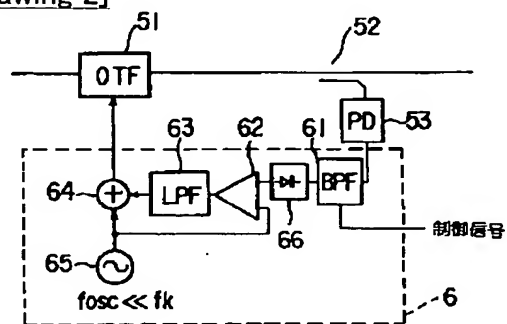 awing 2]
51
52
OTF
PD
53
63
62
61
64
+
LPF
BPF
66
制御信号
65
fosc≪fk
6